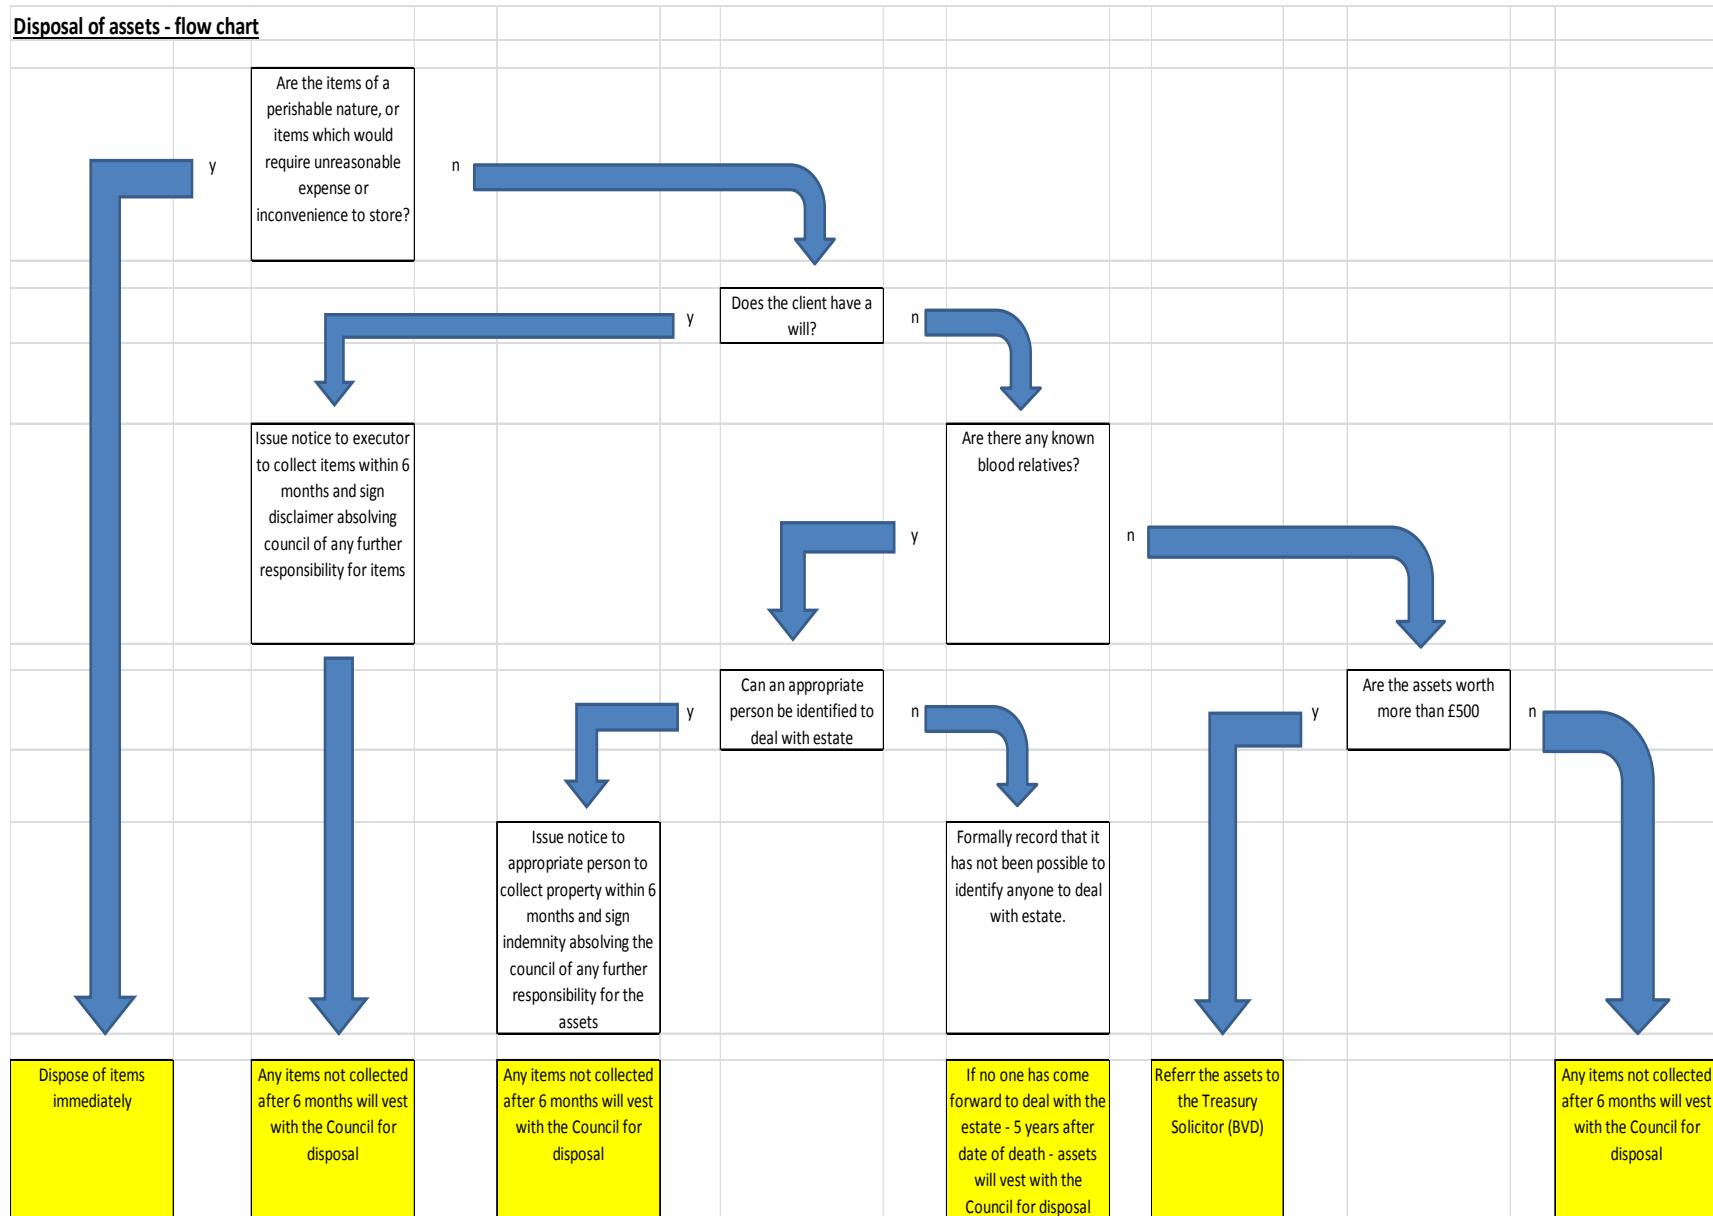 Disposal of assets - flow chart
Are the items of a
perishable nature, or
items which would
require unreasonable
expense or
inconvenience to store?
y
n
Does the client have a
will?
y
n
Issue notice to executor
to collect items within 6
months and sign
disclaimer absolving
council of any further
responsibility for items
Are there any known
blood relatives?
y
n
Can an appropriate
person be identified to
deal with estate
y
n
Are the assets worth
more than £500
y
n
Issue notice to
appropriate person to
collect property within 6
months and sign
indemnity absolving the
council of any further
responsibility for the
assets
Formally record that it
has not been possible to
identify anyone to deal
with estate.
Dispose of items
immediately
Any items not collected
after 6 months will vest
with the Council for
disposal
Any items not collected
after 6 months will vest
with the Council for
disposal
If no one has come
forward to deal with the
estate - 5 years after
date of death - assets
will vest with the
Council for disposal
Referr the assets to
the Treasury
Solicitor (BVD)
Any items not collected
after 6 months will vest
with the Council for
disposal